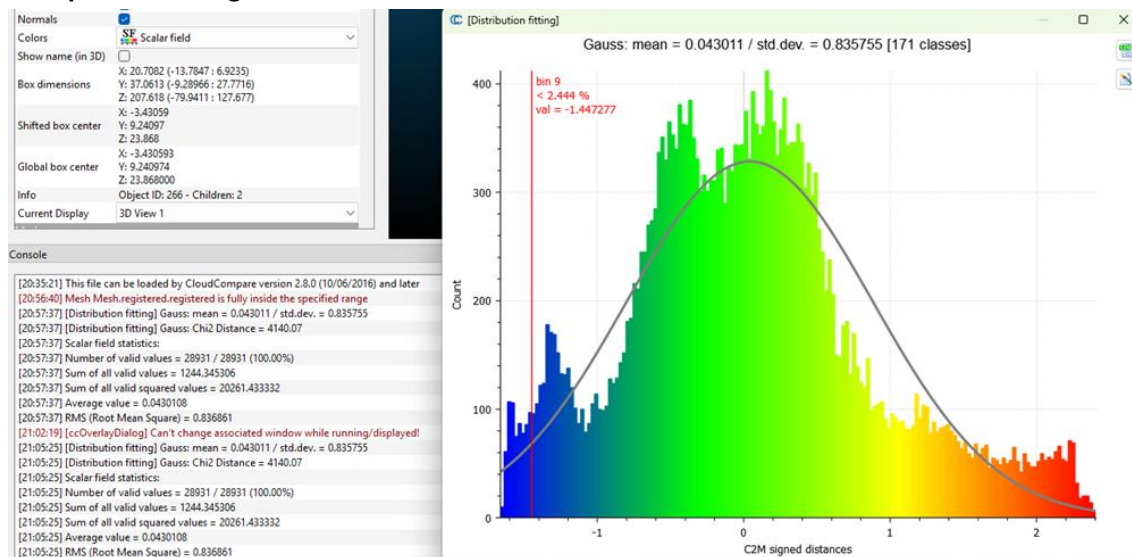 Normals
Colors SF Scalar field
Show name (in 3D)
Box dimensions X: 20.7082 (-13.7847 : 6.9235)
Y: 37.0613 (-9.28966 : 27.7716)
Z: 207.618 (-79.9411 : 127.677)
Shifted box center X: -3.43059
Y: 9.24097
Z: 23.868
Global box center X: -3.430593
Y: 9.240974
Z: 23.868000
Info Object ID: 266 - Children: 2
Current Display 3D View 1
Console
[20:35:21] This file can be loaded by CloudCompare version 2.8.0 (10/06/2016) and later
[20:56:40] Mesh Mesh.registered.registered is fully inside the specified range
[20:57:37] [Distribution fitting] Gauss: mean = 0.043011 / std.dev. = 0.835755
[20:57:37] [Distribution fitting] Gauss: Chi2 Distance = 4140.07
[20:57:37] Scalar field statistics:
[20:57:37] Number of valid values = 28931 / 28931 (100.00%)
[20:57:37] Sum of all valid values = 1244.345306
[20:57:37] Sum of all valid squared values = 20261.433332
[20:57:37] Average value = 0.0430108
[20:57:37] RMS (Root Mean Square) = 0.836861
[21:02:19] [ccOverlayDialog] Can't change associated window while running/displayed!
[21:05:25] [Distribution fitting] Gauss: mean = 0.043011 / std.dev. = 0.835755
[21:05:25] [Distribution fitting] Gauss: Chi2 Distance = 4140.07
[21:05:25] Scalar field statistics:
[21:05:25] Number of valid values = 28931 / 28931 (100.00%)
[21:05:25] Sum of all valid values = 1244.345306
[21:05:25] Sum of all valid squared values = 20261.433332
[21:05:25] Average value = 0.0430108
[21:05:25] RMS (Root Mean Square) = 0.836861
[Distribution fitting]
Gauss: mean = 0.043011 / std.dev. = 0.835755 [171 classes]
bin 9
< 2.444 %
val = -1.447277
Count
400
300
200
100
0
-1 0 1 2
C2M signed distances